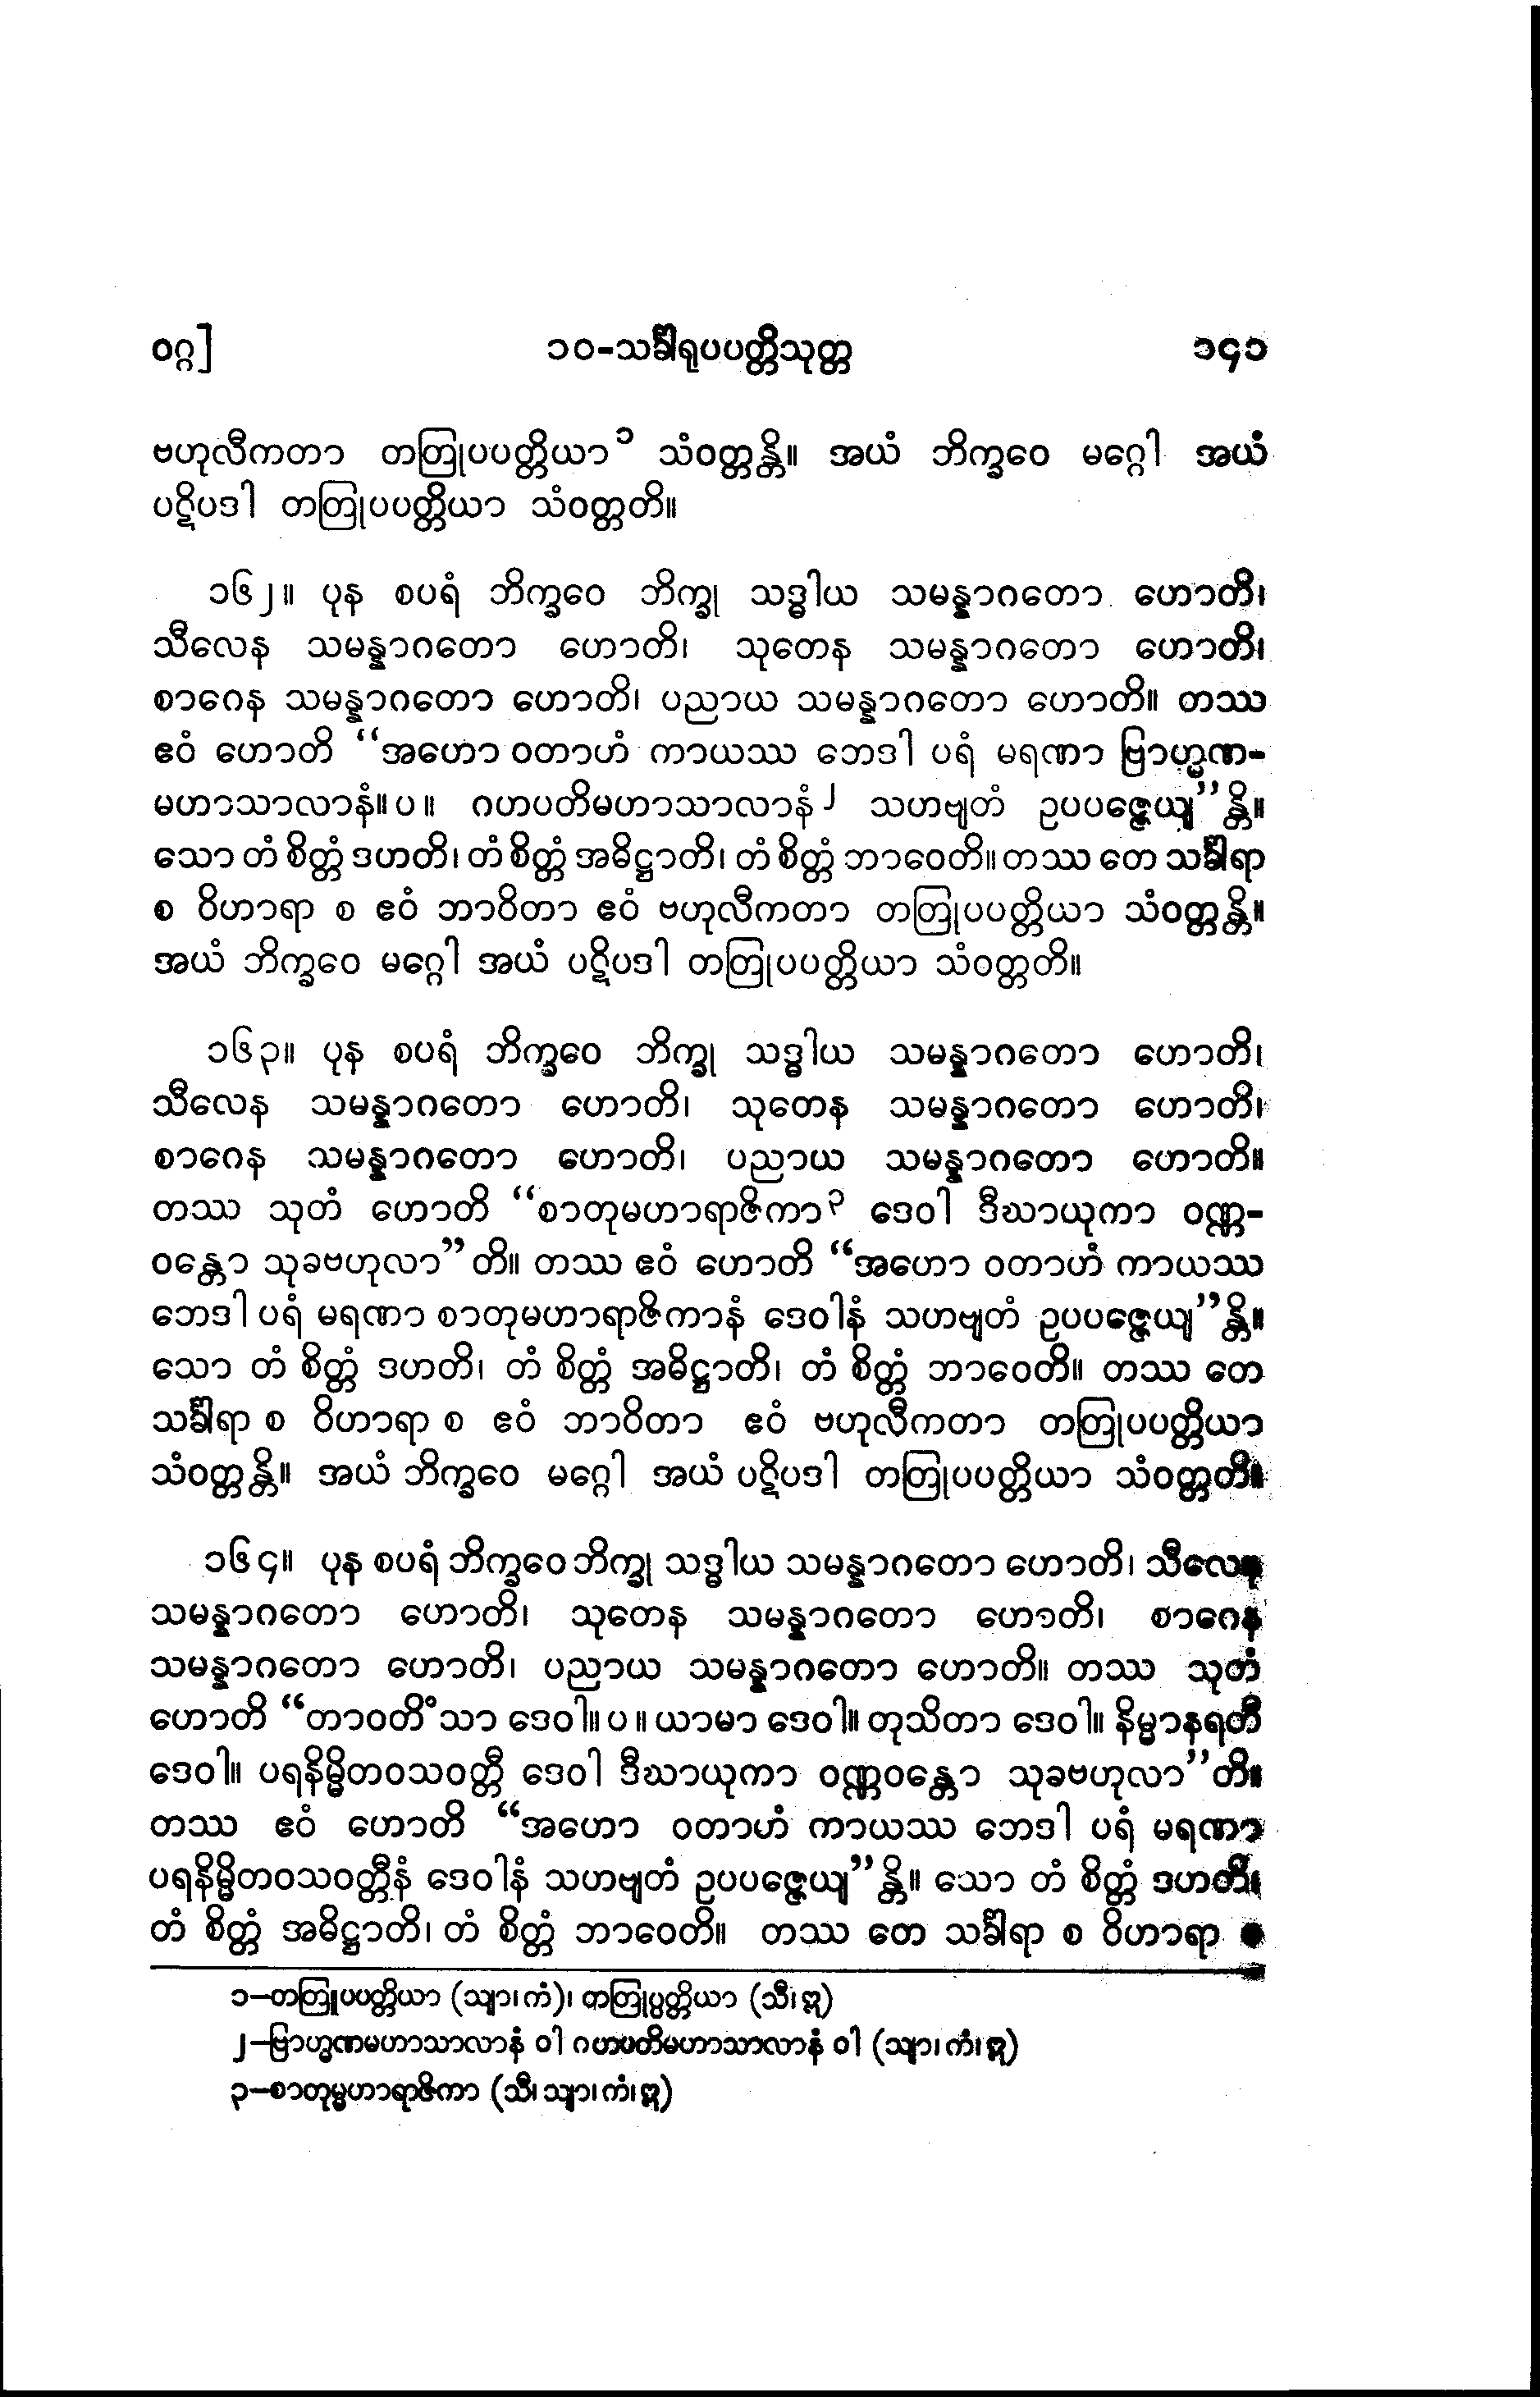 ဝဂ္ဂ] ၁၀-သင်္ခါရုပပတ္တိသုတ္တ ၁၄၁
ဗဟုလီကတာ တတြုပပတ္တိယာ၁ သံဝတ္တန္တိ။ အယံ ဘိက္ခဝေ မဂ္ဂေါ အယံ
ပဋိပဒါ တတြုပပတ္တိယာ သံဝတ္တတိ။
၁၆၂။ ပုန စပရံ ဘိက္ခဝေ ဘိက္ခု သဒ္ဓါယ သမန္နာဂတော ဟောတိ၊
သီလေန သမန္နာဂတော ဟောတိ၊ သုတေန သမန္နာဂတော ဟောတိ၊
စာဂေန သမန္နာဂတော ဟောတိ၊ ပညာယ သမန္နာဂတော ဟောတိ။ တဿ
ဧဝံ ဟောတိ “အဟော ဝတာဟံ ကာယဿ ဘေဒါ ပရံ မရဏာ ဗြာဟ္မဏ-
မဟာသာလာနံ။ပ။ ဂဟပတိမဟာသာလာနံ၂ သဟဗျတံ ဥပပဇ္ဇေယျ”န္တိ။
သော တံ စိတ္တံ ဒဟတိ၊ တံ စိတ္တံ အဓိဋ္ဌာတိ၊ တံ စိတ္တံ ဘာဝေတိ။ တဿ တေ သင်္ခါရာ
စ ဝိဟာရာ စ ဧဝံ ဘာဝိတာ ဧဝံ ဗဟုလီကတာ တတြုပပတ္တိယာ သံဝတ္တန္တိ။
အယံ ဘိက္ခဝေ မဂ္ဂေါ အယံ ပဋိပဒါ တတြုပပတ္တိယာ သံဝတ္တတိ။
၁၆၃။ ပုန စပရံ ဘိက္ခဝေ ဘိက္ခု သဒ္ဓါယ သမန္နာဂတော ဟောတိ၊
သီလေန သမန္နာဂတော ဟောတိ၊ သုတေန သမန္နာဂတော ဟောတိ၊
စာဂေန သမန္နာဂတော ဟောတိ၊ ပညာယ သမန္နာဂတော ဟောတိ။
တဿ သုတံ ဟောတိ “စာတုမဟာရာဇိကာ၃ ဒေဝါ ဒီဃာယုကာ ဝဏ္ဏ-
ဝန္တော သုခဗဟုလာ”တိ။ တဿ ဧဝံ ဟောတိ “အဟော ဝတာဟံ ကာယဿ
ဘေဒါ ပရံ မရဏာ စာတုမဟာရာဇိကာနံ ဒေဝါနံ သဟဗျတံ ဥပပဇ္ဇေယျ”န္တိ။
သော တံ စိတ္တံ ဒဟတိ၊ တံ စိတ္တံ အဓိဋ္ဌာတိ၊ တံ စိတ္တံ ဘာဝေတိ။ တဿ တေ
သင်္ခါရာ စ ဝိဟာရာ စ ဧဝံ ဘာဝိတာ ဧဝံ ဗဟုလီကတာ တတြုပပတ္တိယာ
သံဝတ္တန္တိ။ အယံ ဘိက္ခဝေ မဂ္ဂေါ အယံ ပဋိပဒါ တတြုပပတ္တိယာ သံဝတ္တတိ။
၁၆၄။ ပုန စပရံ ဘိက္ခဝေ ဘိက္ခု သဒ္ဓါယ သမန္နာဂတော ဟောတိ၊ သီလေန
သမန္နာဂတော ဟောတိ၊ သုတေန သမန္နာဂတော ဟောတိ၊ စာဂေန
သမန္နာဂတော ဟောတိ၊ ပညာယ သမန္နာဂတော ဟောတိ။ တဿ သုတံ
ဟောတိ “တာဝတိံသာ ဒေဝါ။ပ။ယာမာ ဒေဝါ။ တုသိတာ ဒေဝါ။ နိမ္မာနရတီ
ဒေဝါ။ ပရနိမ္မိတဝသဝတ္တီ ဒေဝါ ဒီဃာယုကာ ဝဏ္ဏဝန္တော သုခဗဟုလာ”တိ။
တဿ ဧဝံ ဟောတိ “အဟော ဝတာဟံ ကာယဿ ဘေဒါ ပရံ မရဏာ
ပရနိမ္မိတဝသဝတ္တီနံ ဒေဝါနံ သဟဗျတံ ဥပပဇ္ဇေယျ”န္တိ။ သော တံ စိတ္တံ ဒဟတိ၊
တံ စိတ္တံ အဓိဋ္ဌာတိ၊ တံ စိတ္တံ ဘာဝေတိ။ တဿ တေ သင်္ခါရာ စ ဝိဟာရာ
၁-တတြူပပတ္တိယာ (သျာ၊ ကံ)၊ တတြုပ္ပတ္တိယာ (သီ၊ ဣ)
၂-ဗြာဟ္မဏမဟာသာလာနံ ဝါ ဂဟပတိမဟာသာလာနံ ဝါ (သျာ၊ ကံ၊ ဣ)
၃-စာတုမ္မဟာရာဇိကာ (သီ၊ သျာ၊ ကံ၊ ဣ)